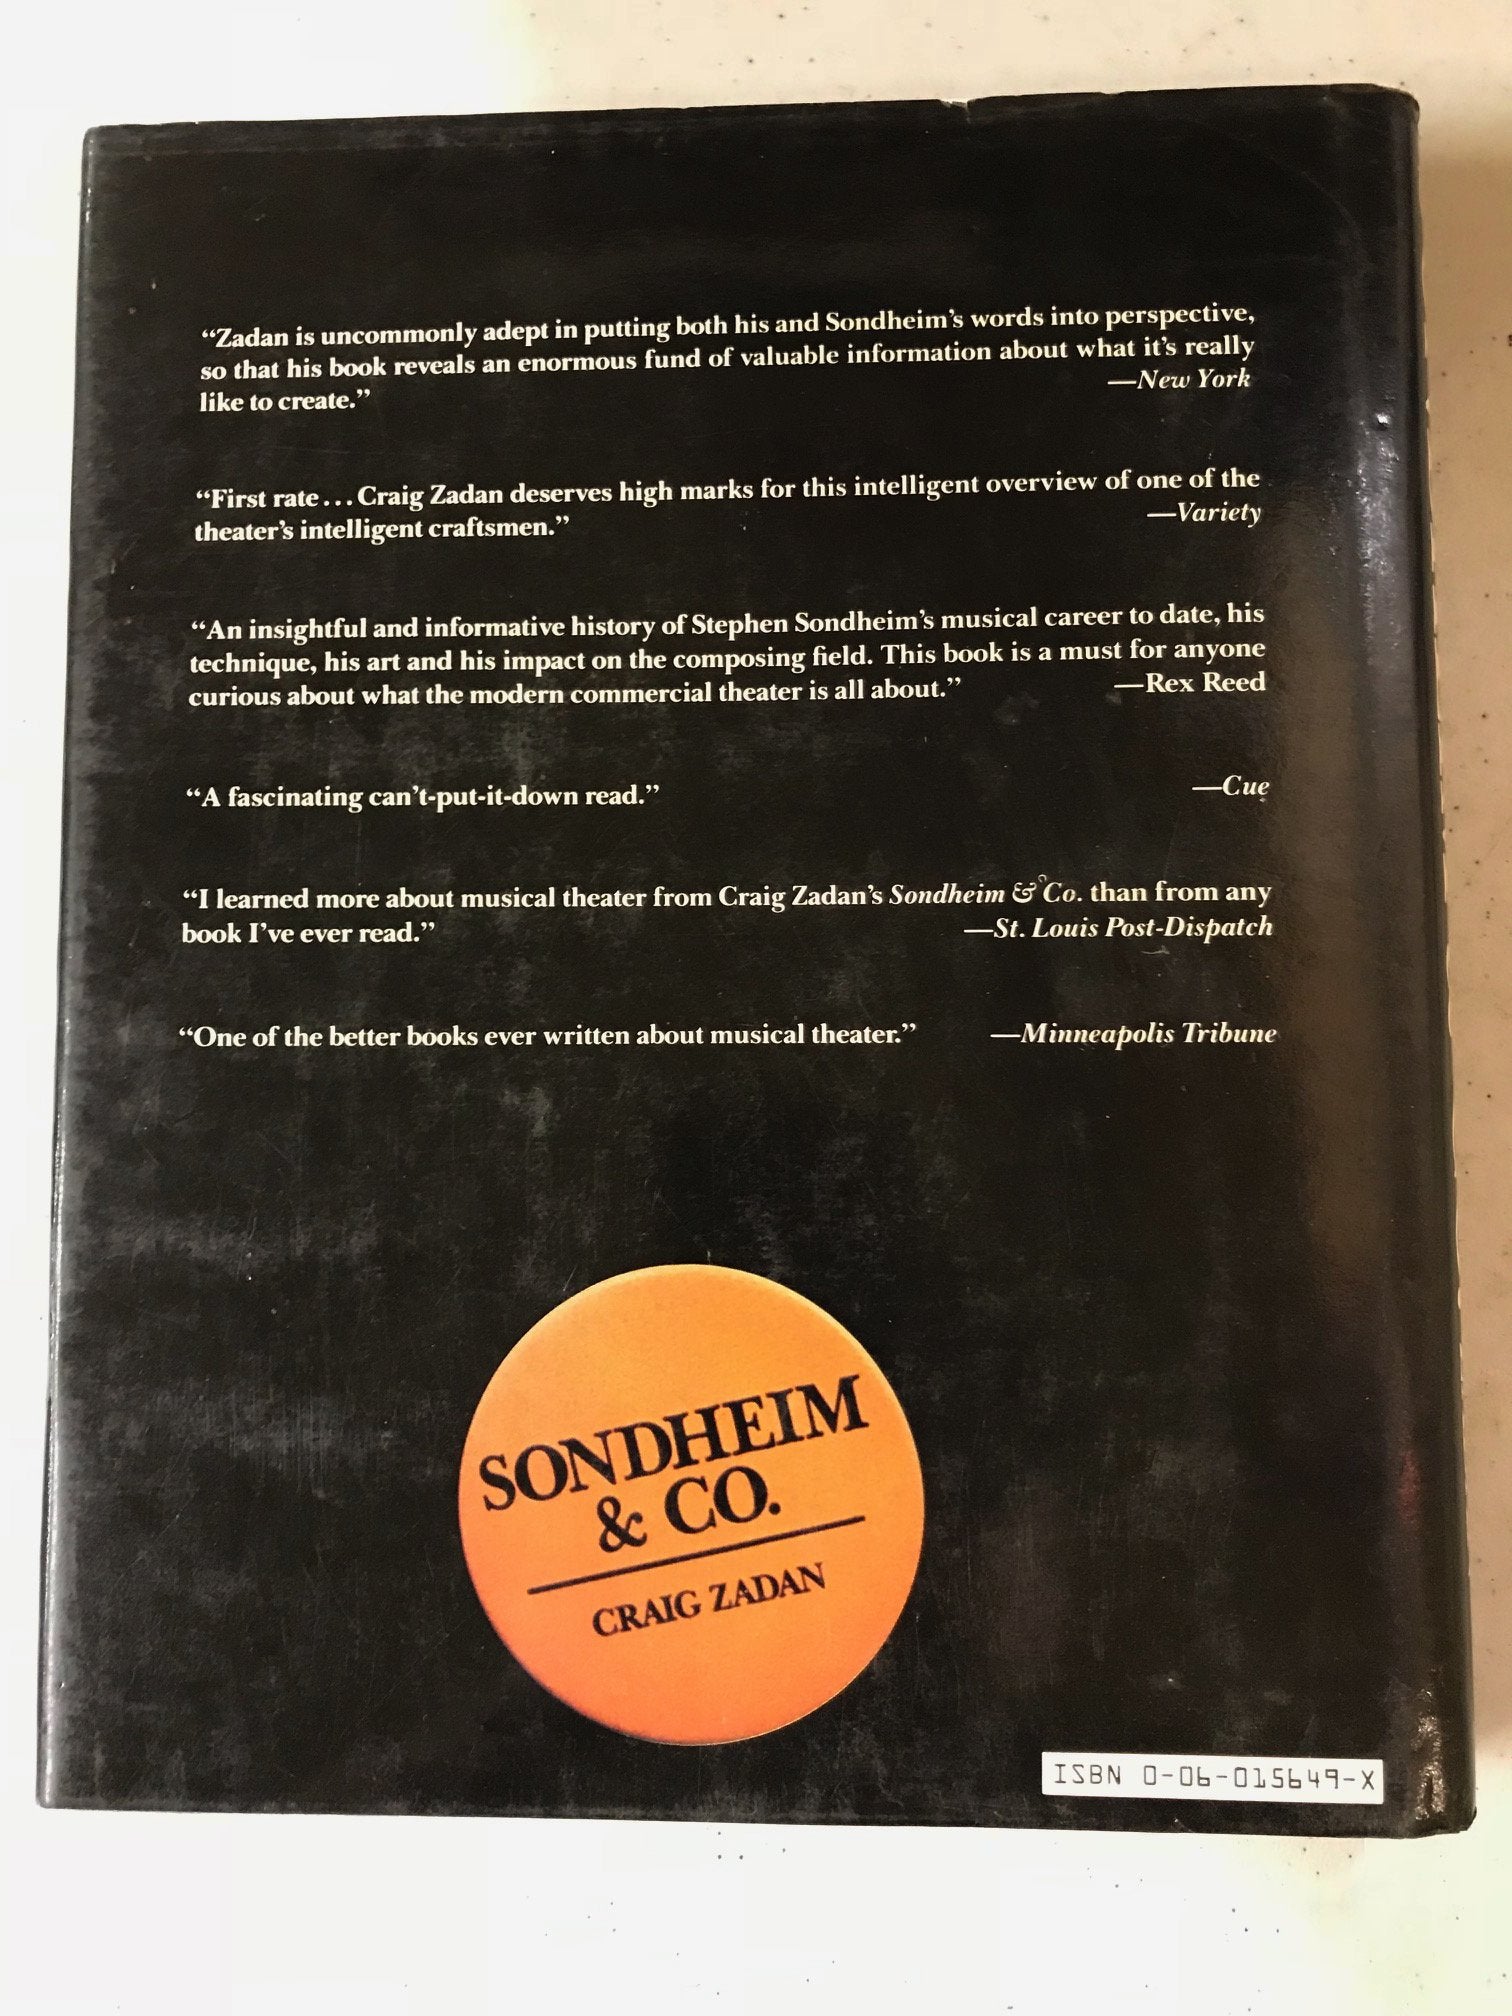 “Zadan is uncommonly adept in putting both his and Sondheim’s words into perspective,
so that his book reveals an enormous fund of valuable information about what it’s really
like to create.” —New York
“First rate...Craig Zadan deserves high marks for this intelligent overview of one of the
theater’s intelligent craftsmen.” —Variety
“An insightful and informative history of Stephen Sondheim’s musical career to date, his
technique, his art and his impact on the composing field. This book is a must for anyone
curious about what the modern commercial theater is all about.” —Rex Reed
“A fascinating can’t-put-it-down read.” —Cue
“I learned more about musical theater from Craig Zadan’s Sondheim & Co. than from any
book I’ve ever read.” —St. Louis Post-Dispatch
“One of the better books ever written about musical theater.” —Minneapolis Tribune
SONDHEIM
& CO.
CRAIG ZADAN
ISBN 0-06-015649-X